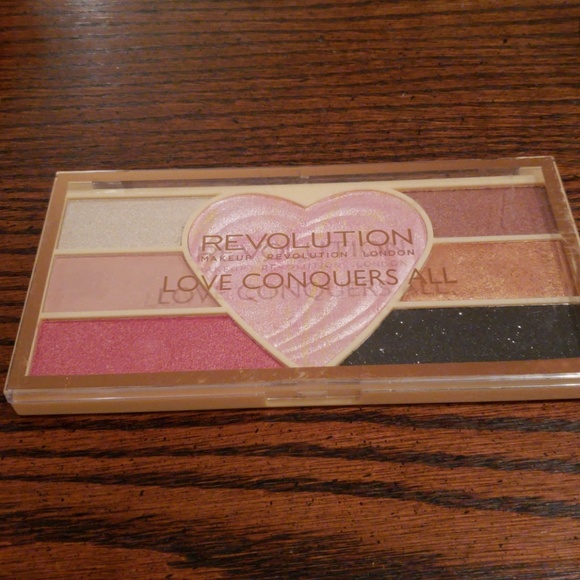 REVOLUTION
MAKEUP REVOLUTION LONDON
LOVE CONQUERS ALL